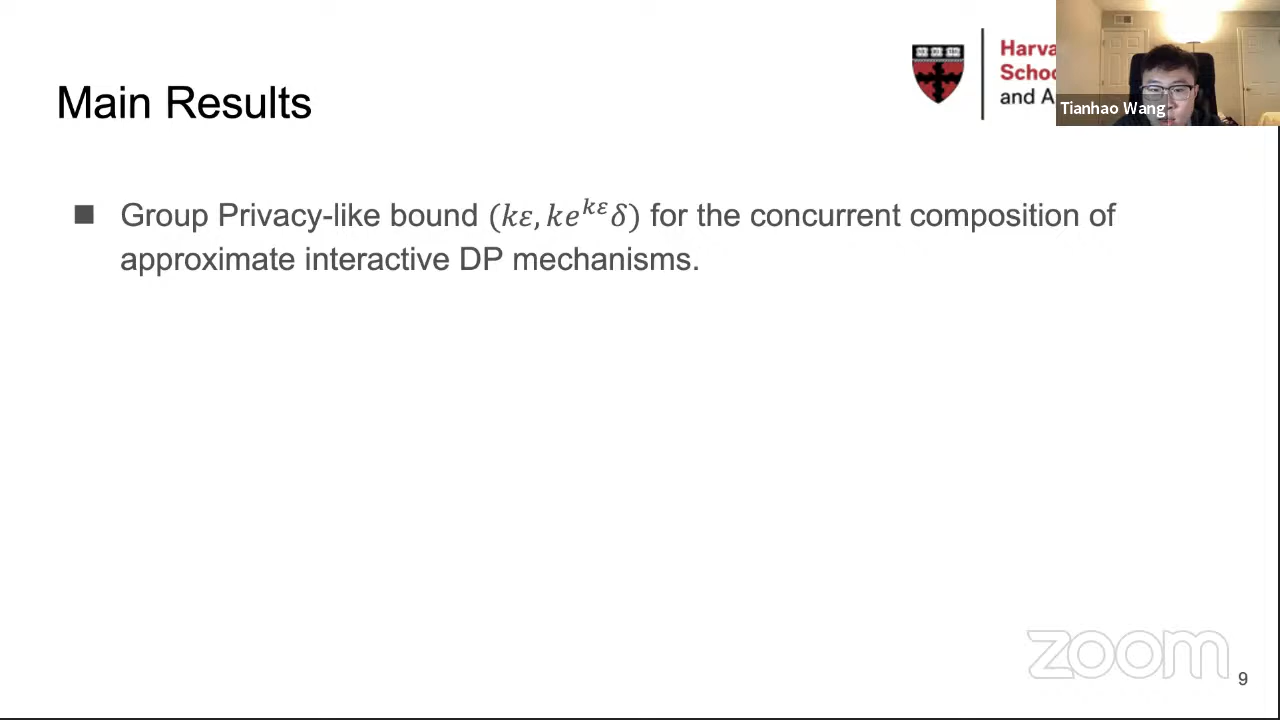 Main Results
Harva
Schoo
and A
Tianhao Wang
■ Group Privacy-like bound (kε, ke^{kε}δ) for the concurrent composition of
approximate interactive DP mechanisms.
zoom
9